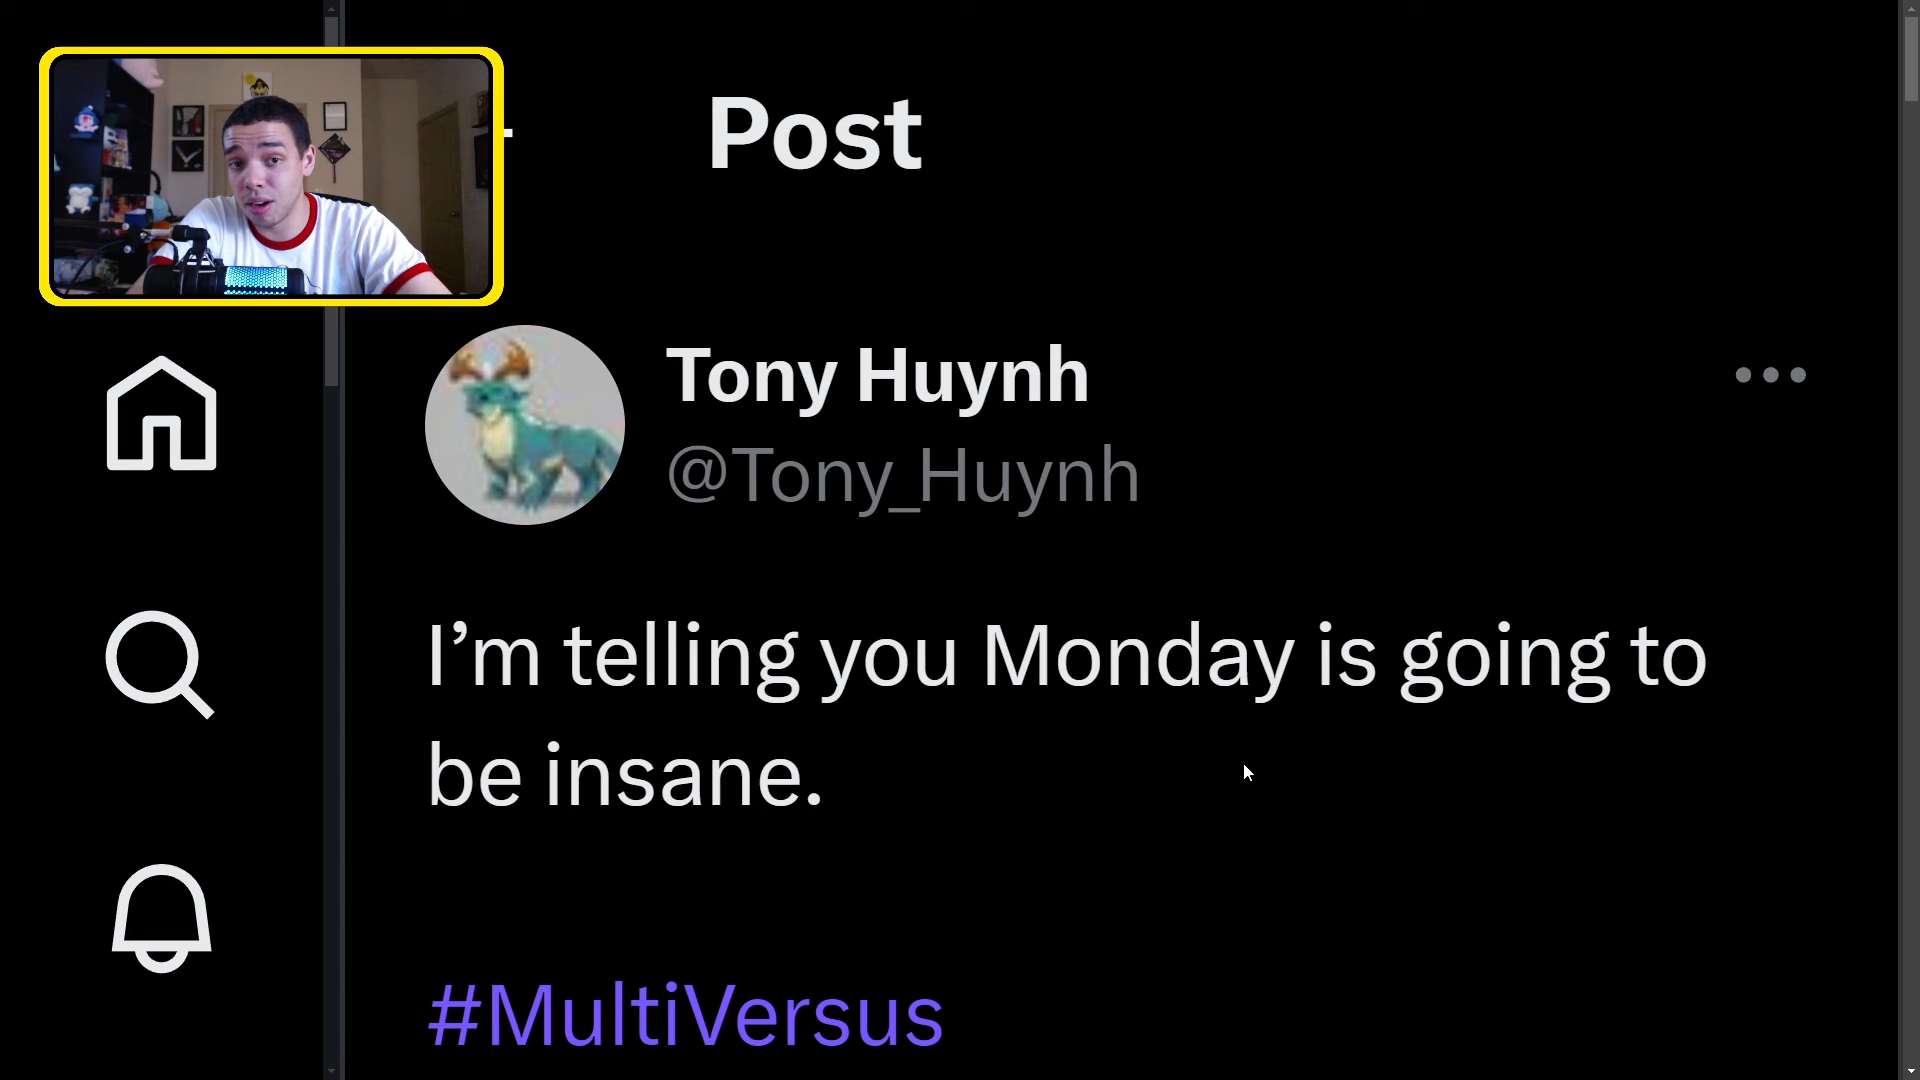 Post
Tony Huynh
@Tony_Huynh
I’m telling you Monday is going to
be insane.
#MultiVersus